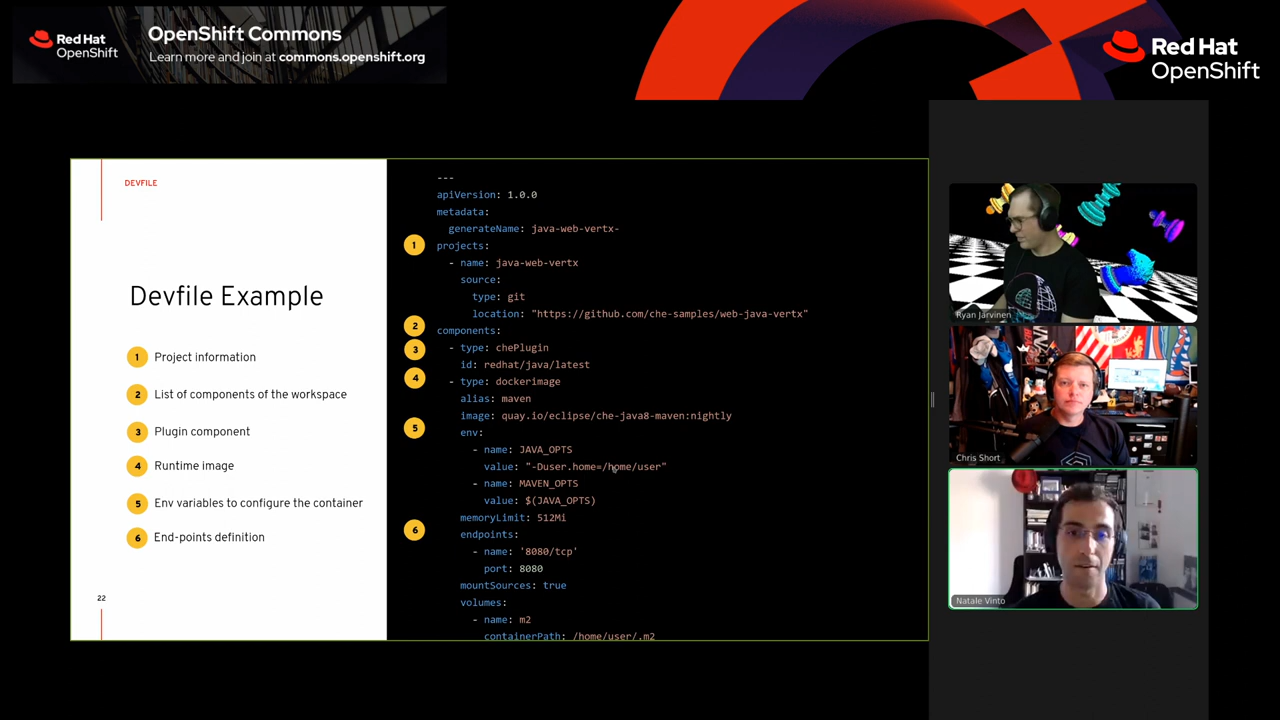 Red Hat
OpenShift
OpenShift Commons
Learn more and join at commons.openshift.org
Red Hat
OpenShift
DEVFILE
Devfile Example
1 Project information
2 List of components of the workspace
3 Plugin component
4 Runtime image
5 Env variables to configure the container
6 End-points definition
22
---
apiVersion: 1.0.0
metadata:
generateName: java-web-vertx-
1 projects:
- name: java-web-vertx
source:
type: git
location: "https://github.com/che-samples/web-java-vertx"
2 components:
3 - type: chePlugin
id: redhat/java/latest
4 - type: dockerimage
alias: maven
image: quay.io/eclipse/che-java8-maven:nightly
5 env:
- name: JAVA_OPTS
value: "-Duser.home=/home/user"
- name: MAVEN_OPTS
value: $(JAVA_OPTS)
memoryLimit: 512Mi
6 endpoints:
- name: '8080/tcp'
port: 8080
mountSources: true
volumes:
- name: m2
containerPath: /home/user/.m2
Ryan Jarvinen
Chris Short
Natale Vinto